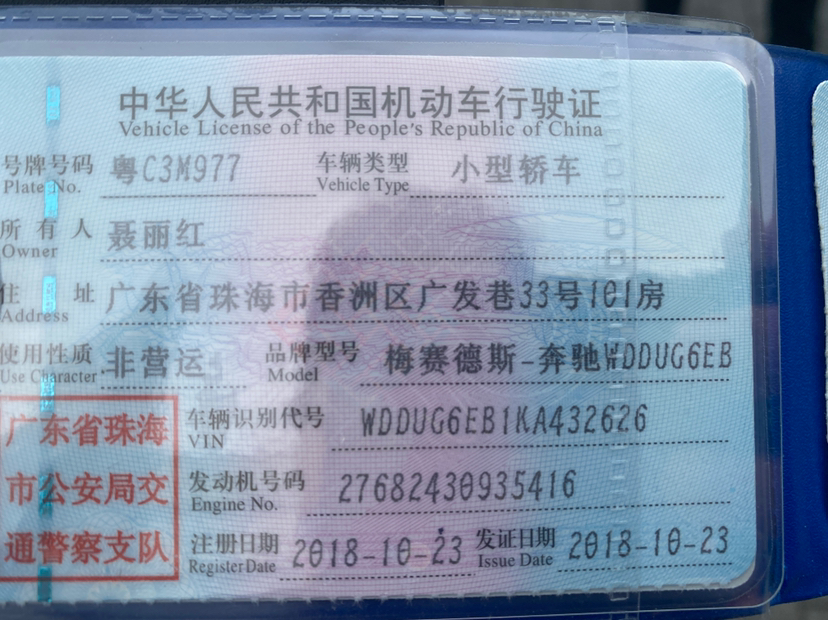 中华人民共和国机动车行驶证
Vehicle License of the People's Republic of China
号牌号码 粤C3M977 车辆类型 小型轿车
Plate No. Vehicle Type
所有人 聂丽红
Owner
住址 广东省珠海市香洲区广发巷33号101房
Address
使用性质 非营运 品牌型号 梅赛德斯-奔驰WDDUG6EB
Use Character Model
广东省珠海
市公安局交
通警察支队
车辆识别代号 WDDUG6EB1KA432626
VIN
发动机号码 27682430935416
Engine No.
注册日期 2018-10-23 发证日期 2018-10-23
Register Date Issue Date